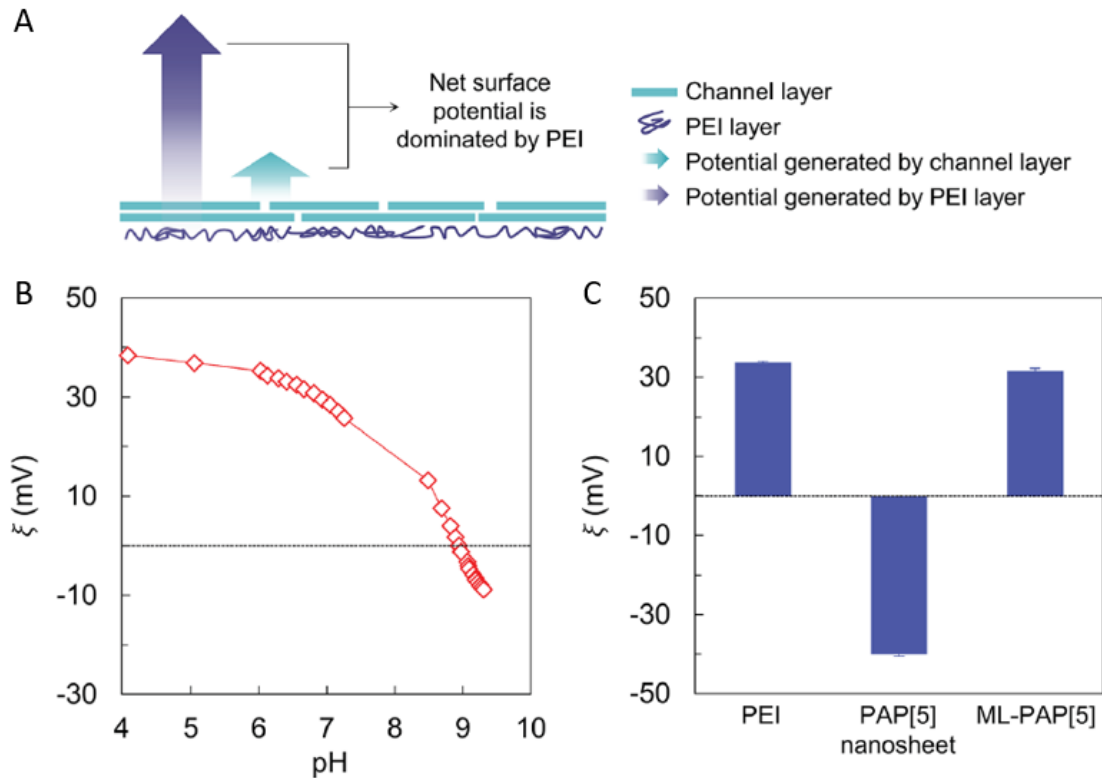 A
Net surface
potential is
dominated by PEI
Channel layer
PEI layer
Potential generated by channel layer
Potential generated by PEI layer
B
50
30
10
-10
-30
ξ (mV)
4 5 6 7 8 9 10
pH
C
50
30
10
-10
-30
-50
ξ (mV)
PEI PAP[5] ML-PAP[5]
nanosheet